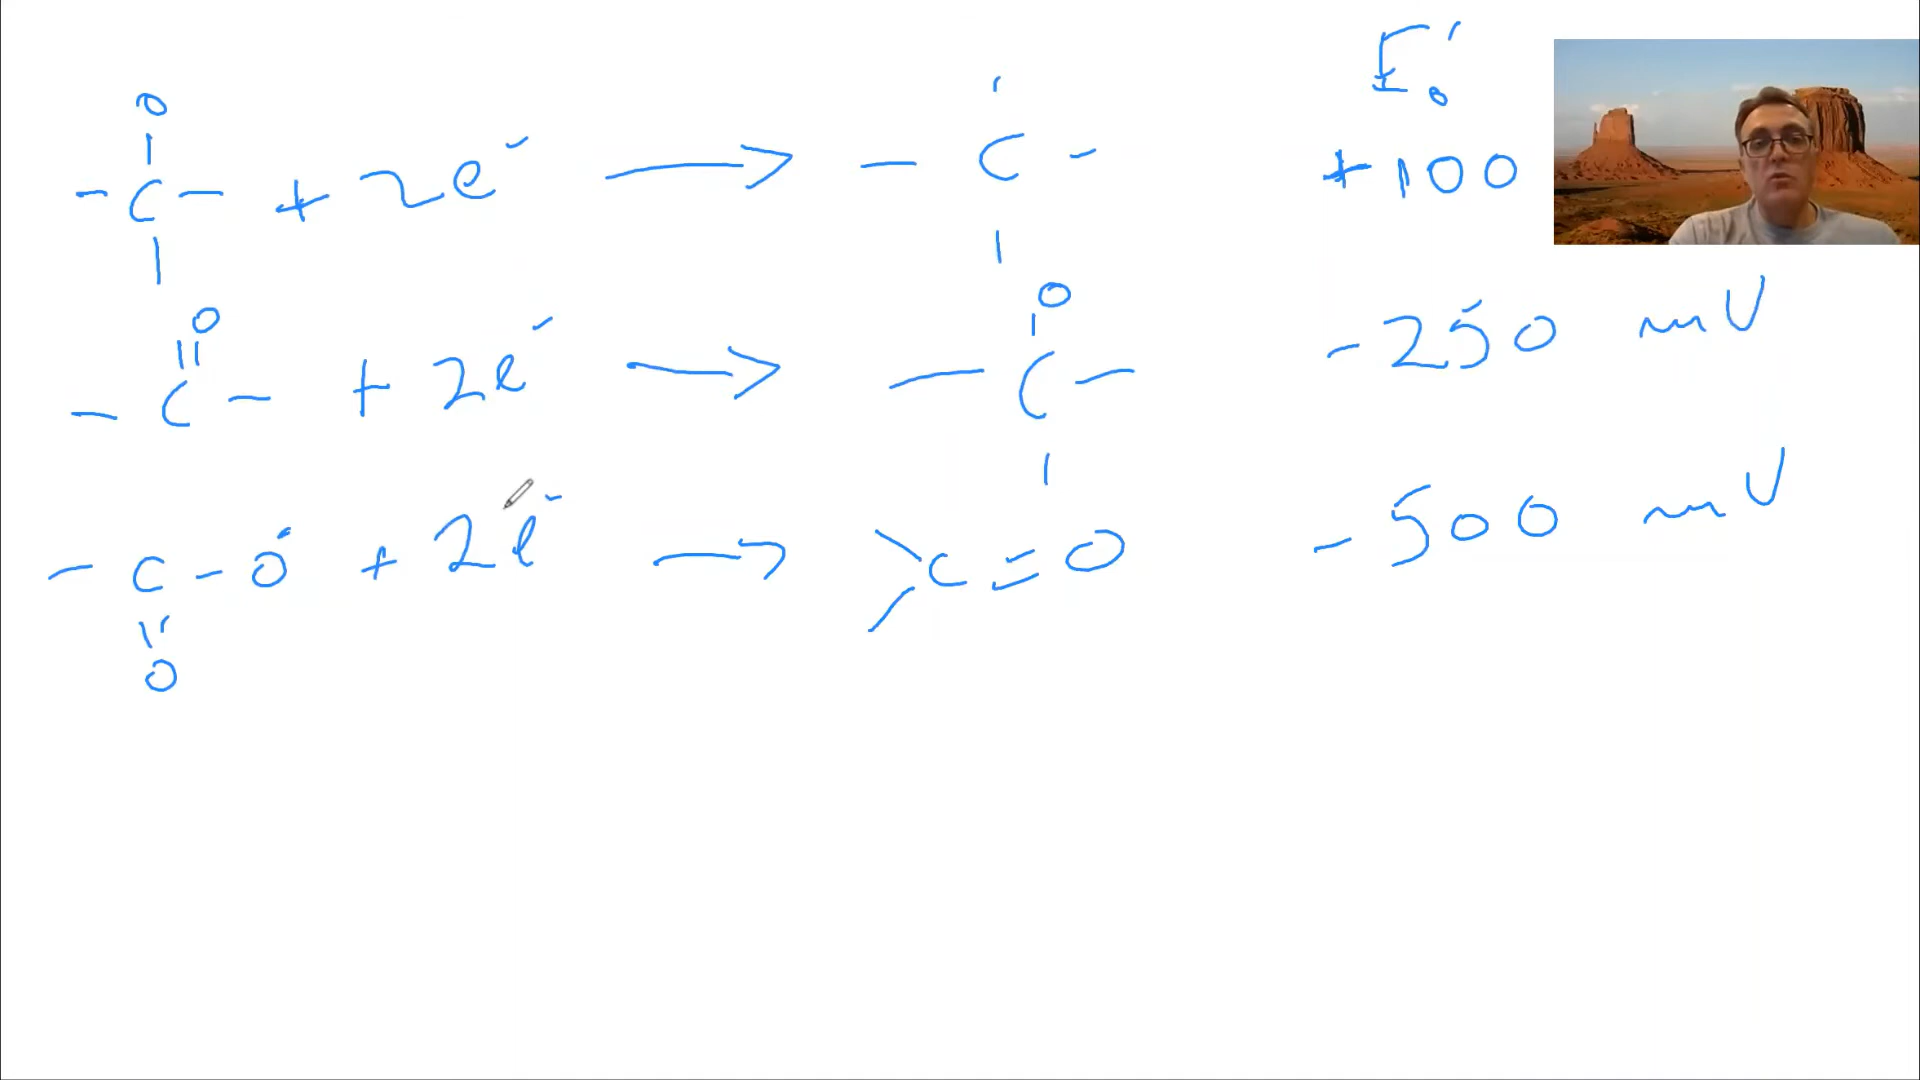 E₀'
O
- C - + 2e⁻ → - C - +100
O O
- C - + 2e⁻ → - C - -250 mV
- C - O⁻ + 2e⁻ → C = O -500 mV
O